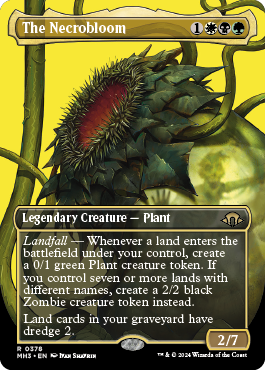 The Necrobloom 1
Legendary Creature — Plant
Landfall — Whenever a land enters the
battlefield under your control, create
a 0/1 green Plant creature token. If
you control seven or more lands with
different names, create a 2/2 black
Zombie creature token instead.
Land cards in your graveyard have
dredge 2.
2/7
R 0376
MH3 • EN Ivan Shavrin
™ & © 2024 Wizards of the Coast